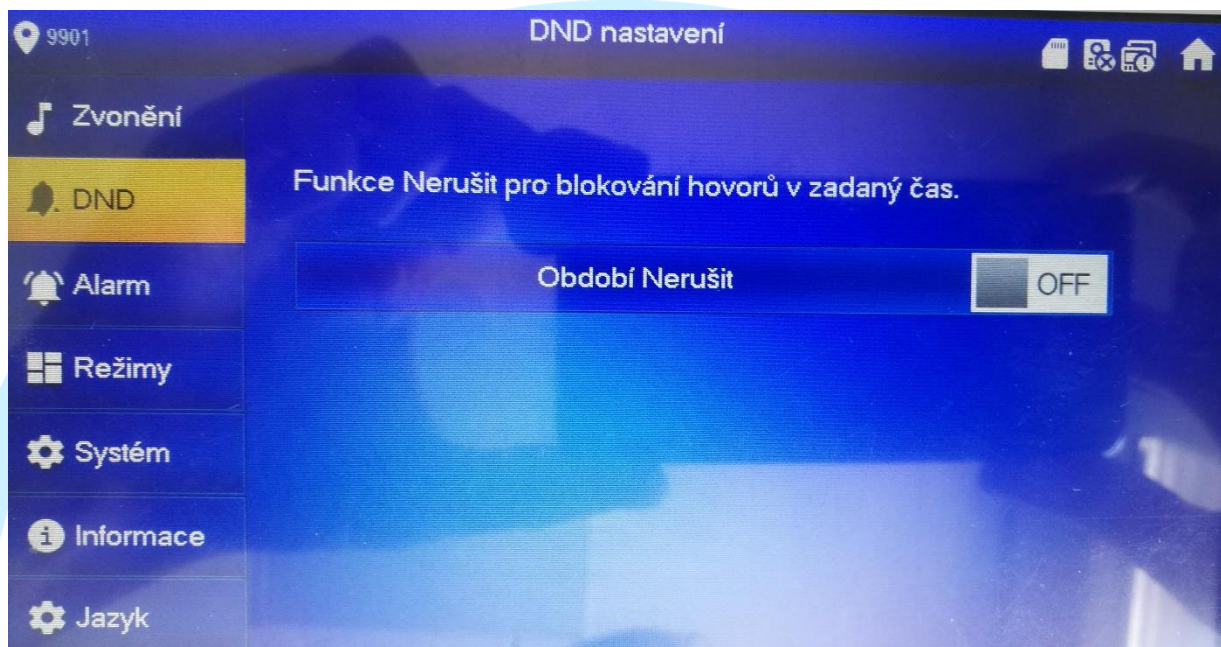 9901
DND nastavení
Zvonění
DND
Alarm
Režimy
Systém
Informace
Jazyk
Funkce Nerušit pro blokování hovorů v zadaný čas.
Období Nerušit
OFF